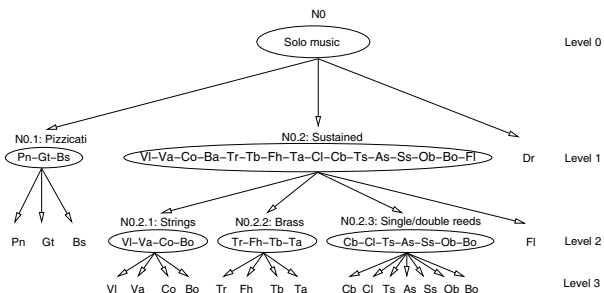 N0
Solo music
Level 0
N0.1: Pizzicati
N0.2: Sustained
Pn–Gt–Bs
Vl–Va–Co–Ba–Tr–Tb–Fh–Ta–Cl–Cb–Ts–As–Ss–Ob–Bo–Fl
Dr
Level 1
N0.2.1: Strings
N0.2.2: Brass
N0.2.3: Single/double reeds
Pn Gt Bs
Vl–Va–Co–Bo
Tr–Fh–Tb–Ta
Cb–Cl–Ts–As–Ss–Ob–Bo
Fl
Level 2
Vl Va Co Bo
Tr Fh Tb Ta
Cb Cl Ts As Ss Ob Bo
Level 3